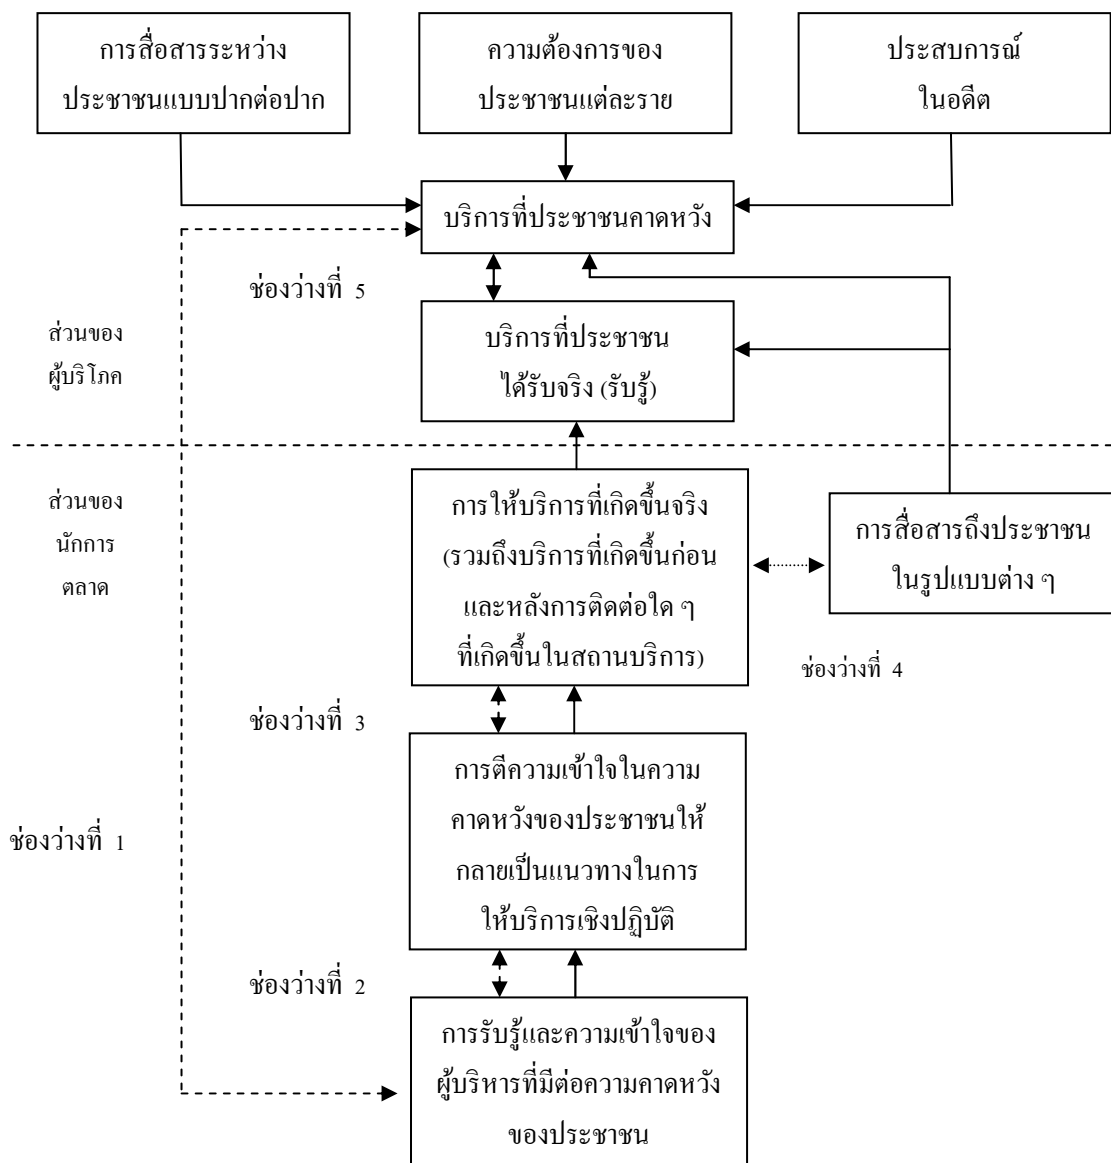 การสื่อสารระหว่าง
ประชาชนแบบปากต่อปาก
ความต้องการของ
ประชาชนแต่ละราย
ประสบการณ์
ในอดีต
บริการที่ประชาชนคาดหวัง
ช่องว่างที่ 5
ส่วนของ
ผู้บริโภค
บริการที่ประชาชน
ได้รับจริง (รับรู้)
ส่วนของ
นักการ
ตลาด
การให้บริการที่เกิดขึ้นจริง
(รวมถึงบริการที่เกิดขึ้นก่อน
และหลังการติดต่อใด ๆ
ที่เกิดขึ้นในสถานบริการ)
การสื่อสารถึงประชาชน
ในรูปแบบต่าง ๆ
ช่องว่างที่ 4
ช่องว่างที่ 3
การตีความเข้าใจในความ
คาดหวังของประชาชนให้
กลายเป็นแนวทางในการ
ให้บริการเชิงปฏิบัติ
ช่องว่างที่ 1
ช่องว่างที่ 2
การรับรู้และความเข้าใจของ
ผู้บริหารที่มีต่อความคาดหวัง
ของประชาชน